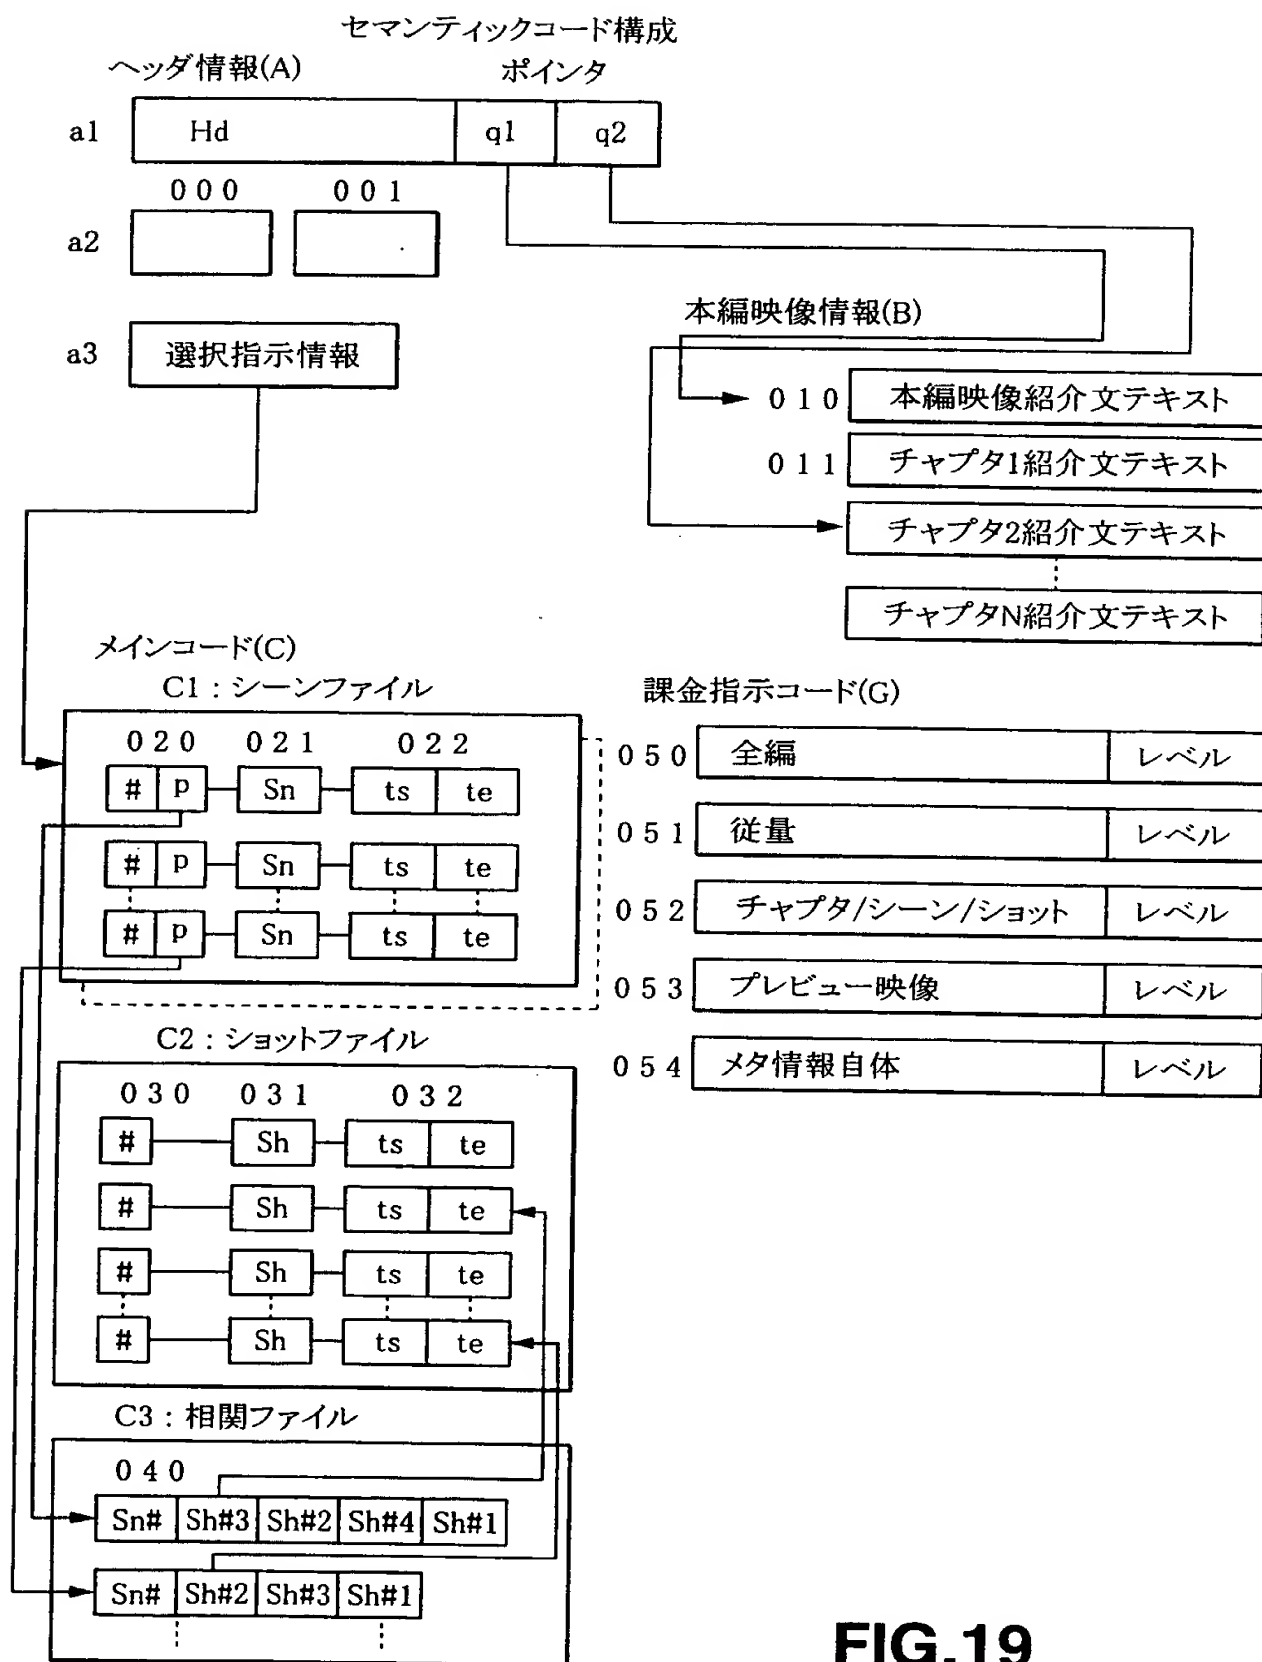 セマンティックコード構成
ヘッダ情報(A) ポインタ
a1 Hd q1 q2
000 001
a2
a3 選択指示情報
本編映像情報(B)
010 本編映像紹介文テキスト
011 チャプタ1紹介文テキスト
チャプタ2紹介文テキスト
チャプタN紹介文テキスト
メインコード(C)
C1:シーンファイル
020 021 022
# p Sn ts te
# p Sn ts te
# p Sn ts te
課金指示コード(G)
050 全編 レベル
051 従量 レベル
052 チャプタ/シーン/ショット レベル
053 プレビュー映像 レベル
054 メタ情報自体 レベル
C2:ショットファイル
030 031 032
# Sh ts te
# Sh ts te
# Sh ts te
# Sh ts te
C3:相関ファイル
040
Sn# Sh#3 Sh#2 Sh#4 Sh#1
Sn# Sh#2 Sh#3 Sh#1
FIG.19